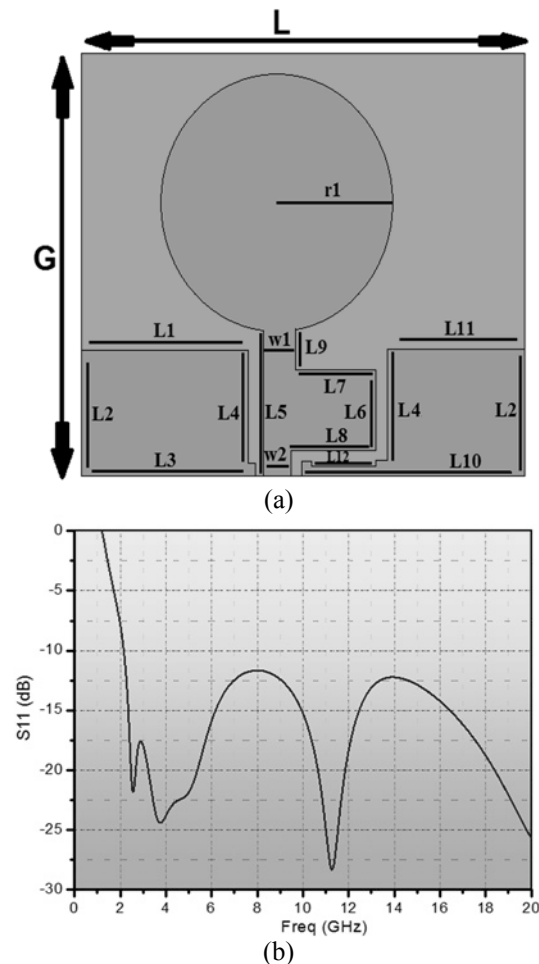 L
G
r1
L1
w1
L9
L11
L7
L2
L4
L5
L6
L4
L2
L8
w2
L12
L3
L10
(a)
0
-5
-10
-15
-20
-25
-30
S11 (dB)
0 2 4 6 8 10 12 14 16 18 20
Freq (GHz)
(b)